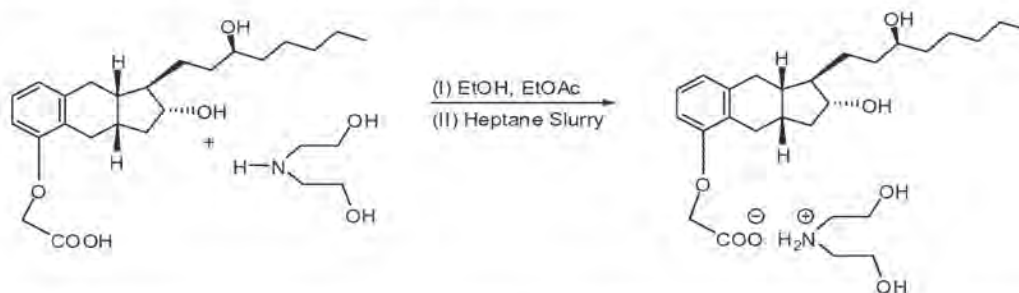 OH
H
OH
H
O
COOH
+
H
N
OH
OH
(I) EtOH, EtOAc
(II) Heptane Slurry
OH
H
OH
H
O
COO
⊖
⊕
H₂N
OH
OH